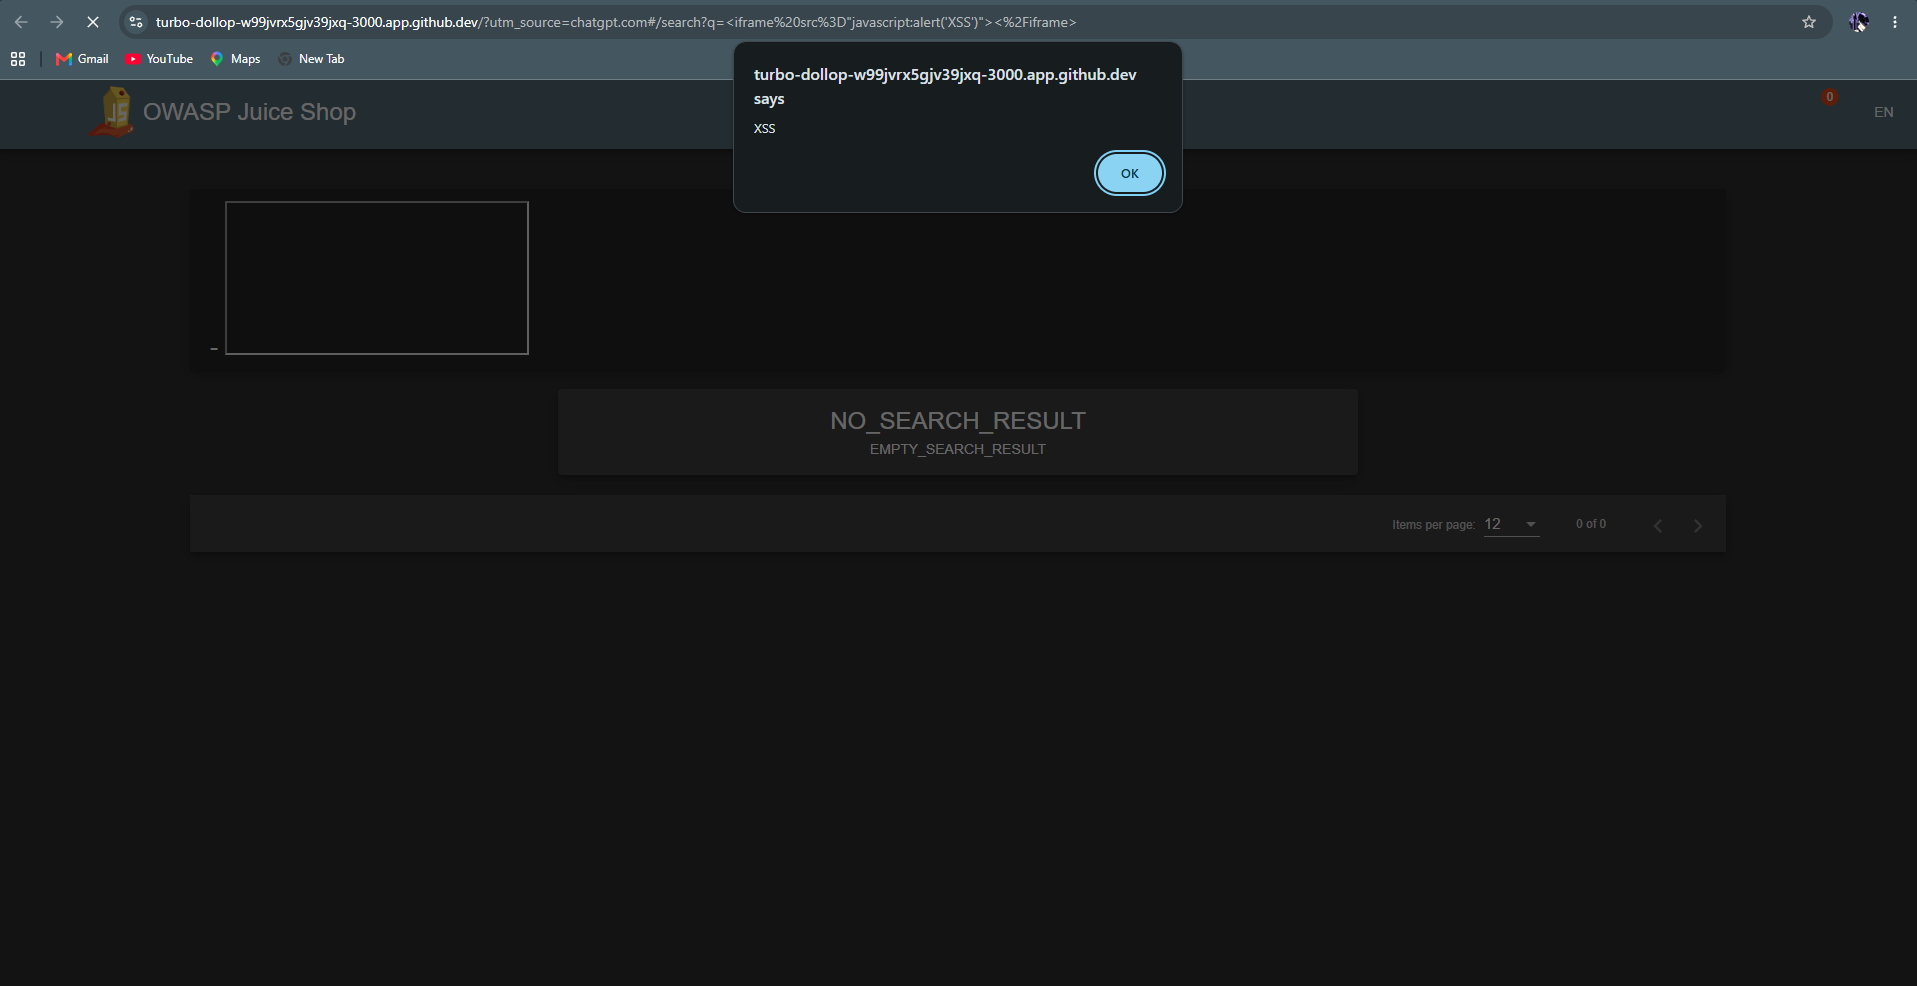 turbo-dollop-w99jvrx5gjv39jxq-3000.app.github.dev/?utm_source=chatgpt.com#/search?q=<iframe%20src%3D"javascript:alert('XSS')"><%2Fiframe>
Gmail YouTube Maps New Tab
turbo-dollop-w99jvrx5gjv39jxq-3000.app.github.dev
says
XSS
OK
JS OWASP Juice Shop
0
EN
–
NO_SEARCH_RESULT
EMPTY_SEARCH_RESULT
Items per page: 12 0 of 0